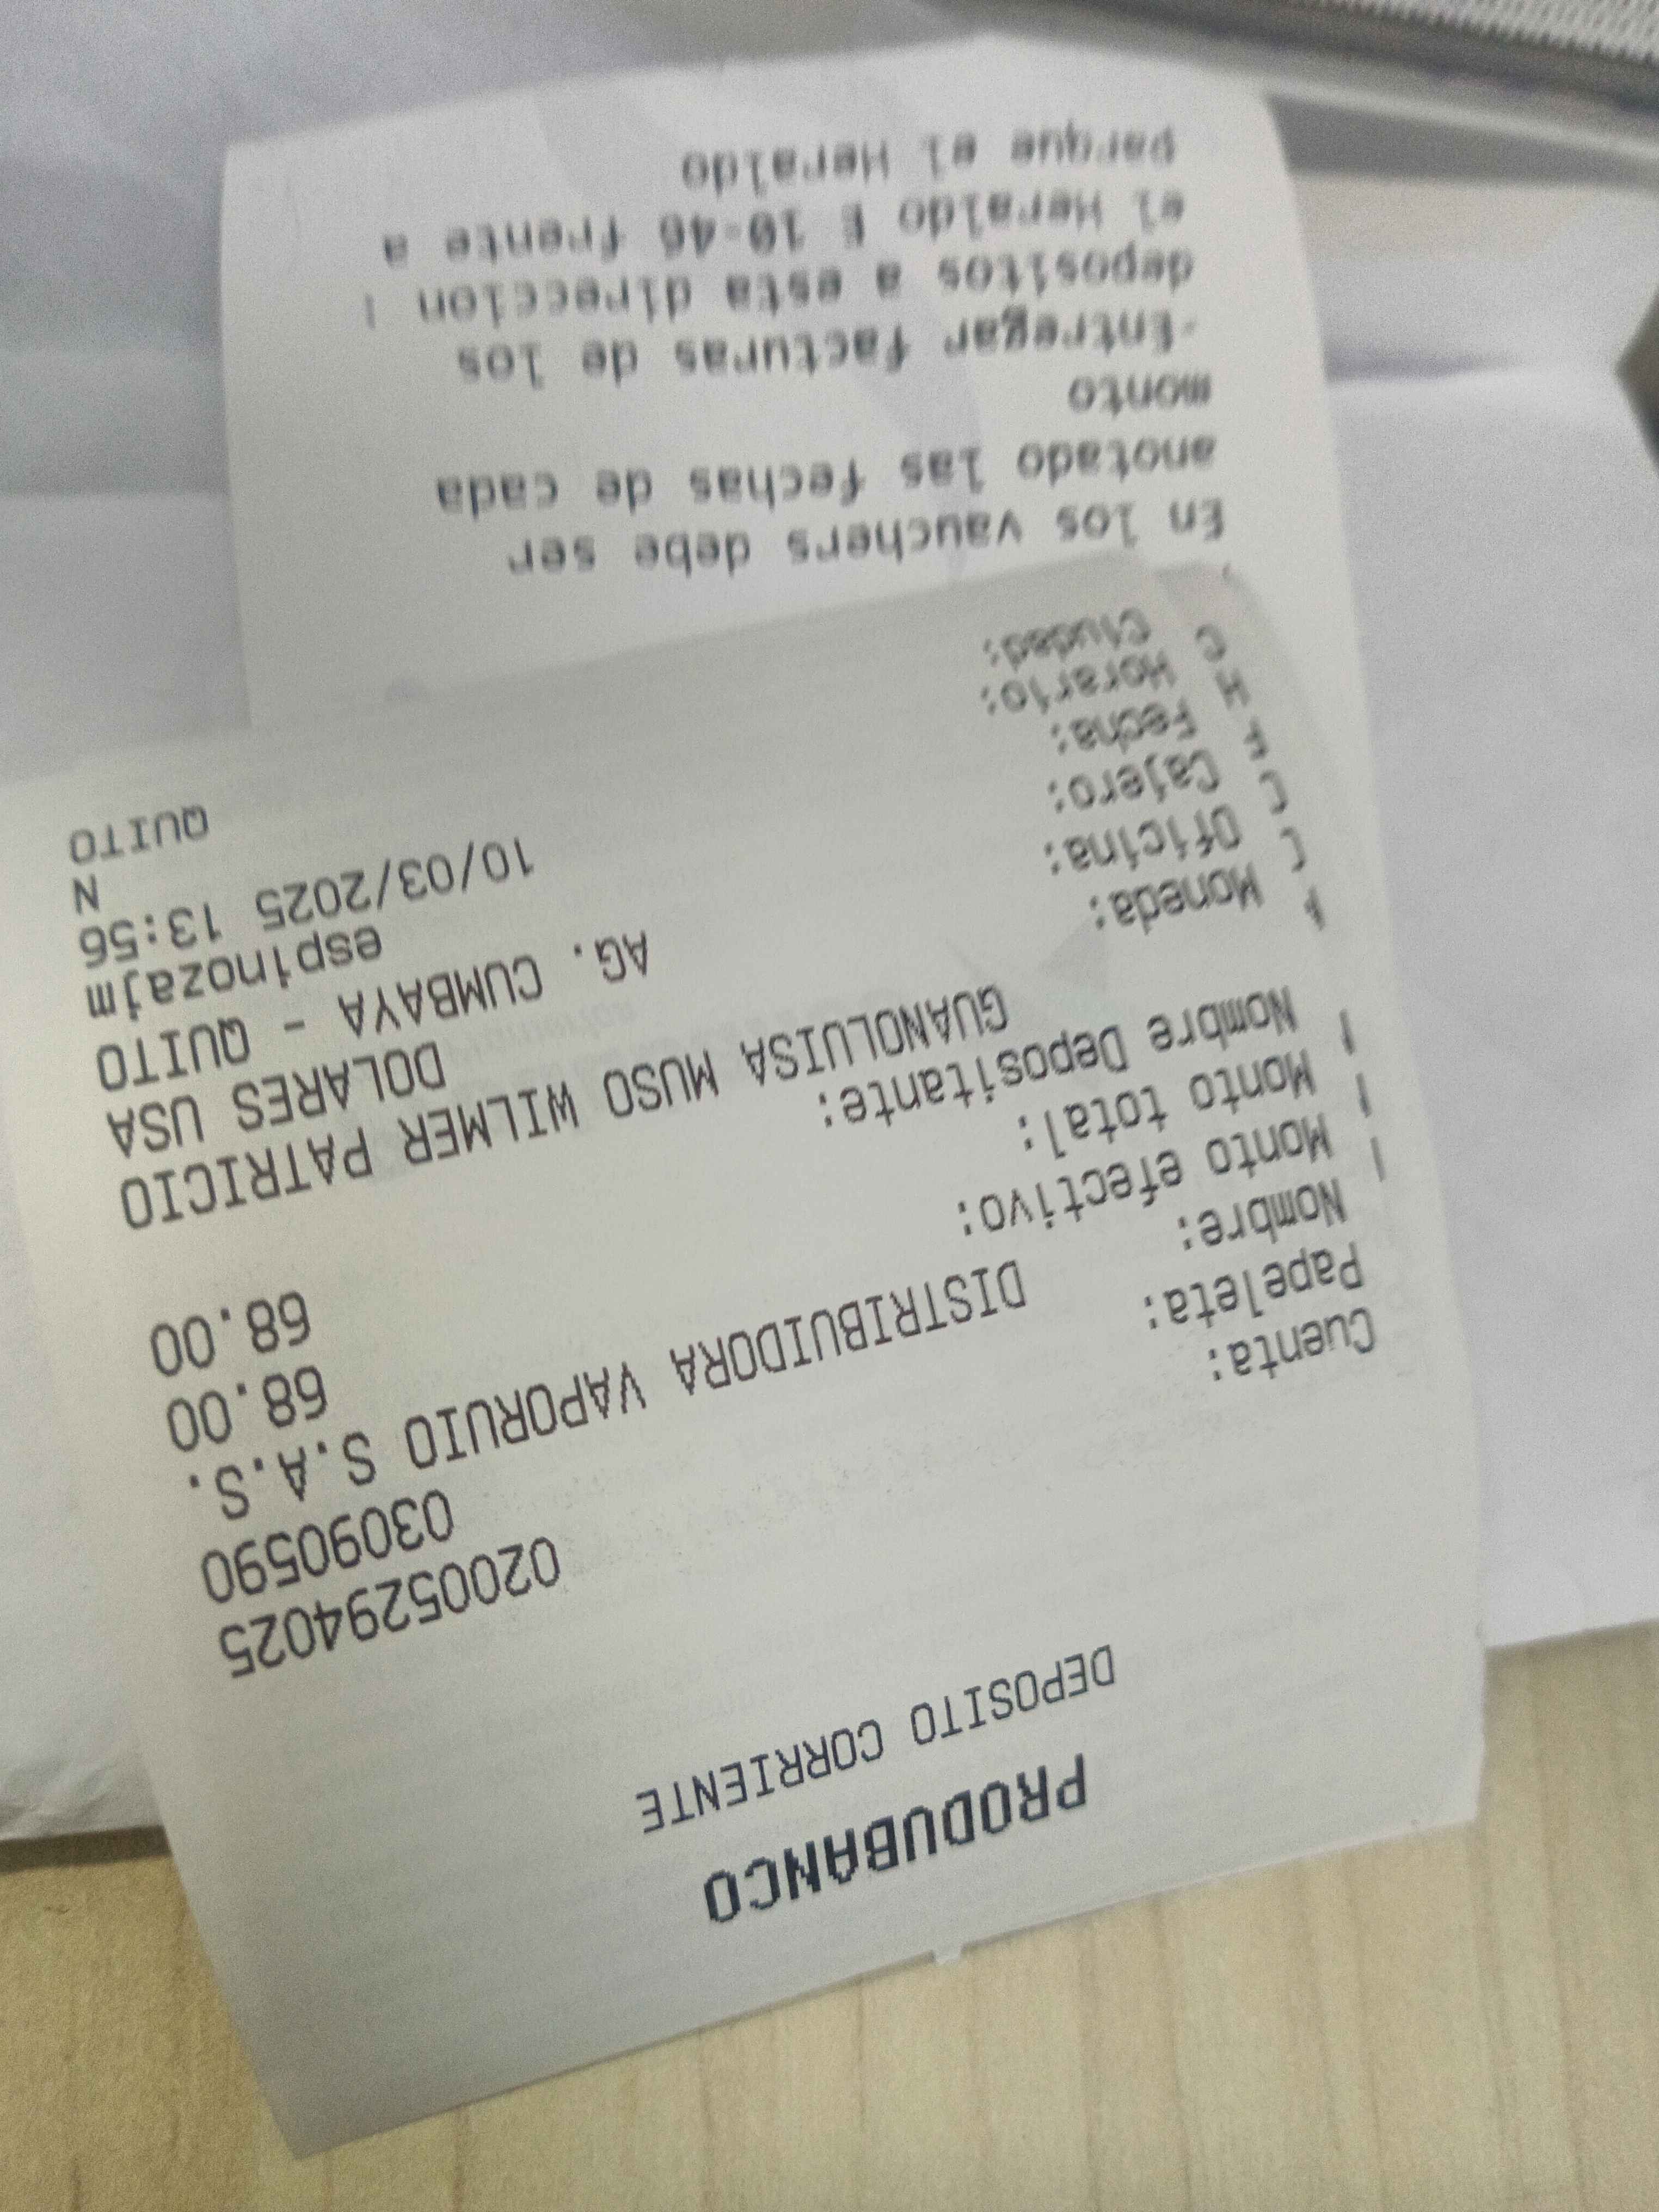 PRODUBANCO
DEPOSITO CORRIENTE
Cuenta: 02005294025
Papeleta: 030905590
Nombre: DISTRIBUIDORA VAPORUIO S.A.S.
Monto efectivo: 68.00
Monto total: 68.00
Nombre Depositante:
GUANOLUISA MUSO WILMER PATRICIO
Moneda: DOLARES USA
Oficina: AG. CUMBAYA - QUITO
Cajero: espinozajm
Fecha: 10/03/2025 13:56
Horario: N
Ciudad: QUITO
En los vauchers debe ser
anotado las fechas de cada
monto
-Entregar facturas de los
depositos a esta direccion :
el Heraldo E 10-46 frente a
parque el Heraldo